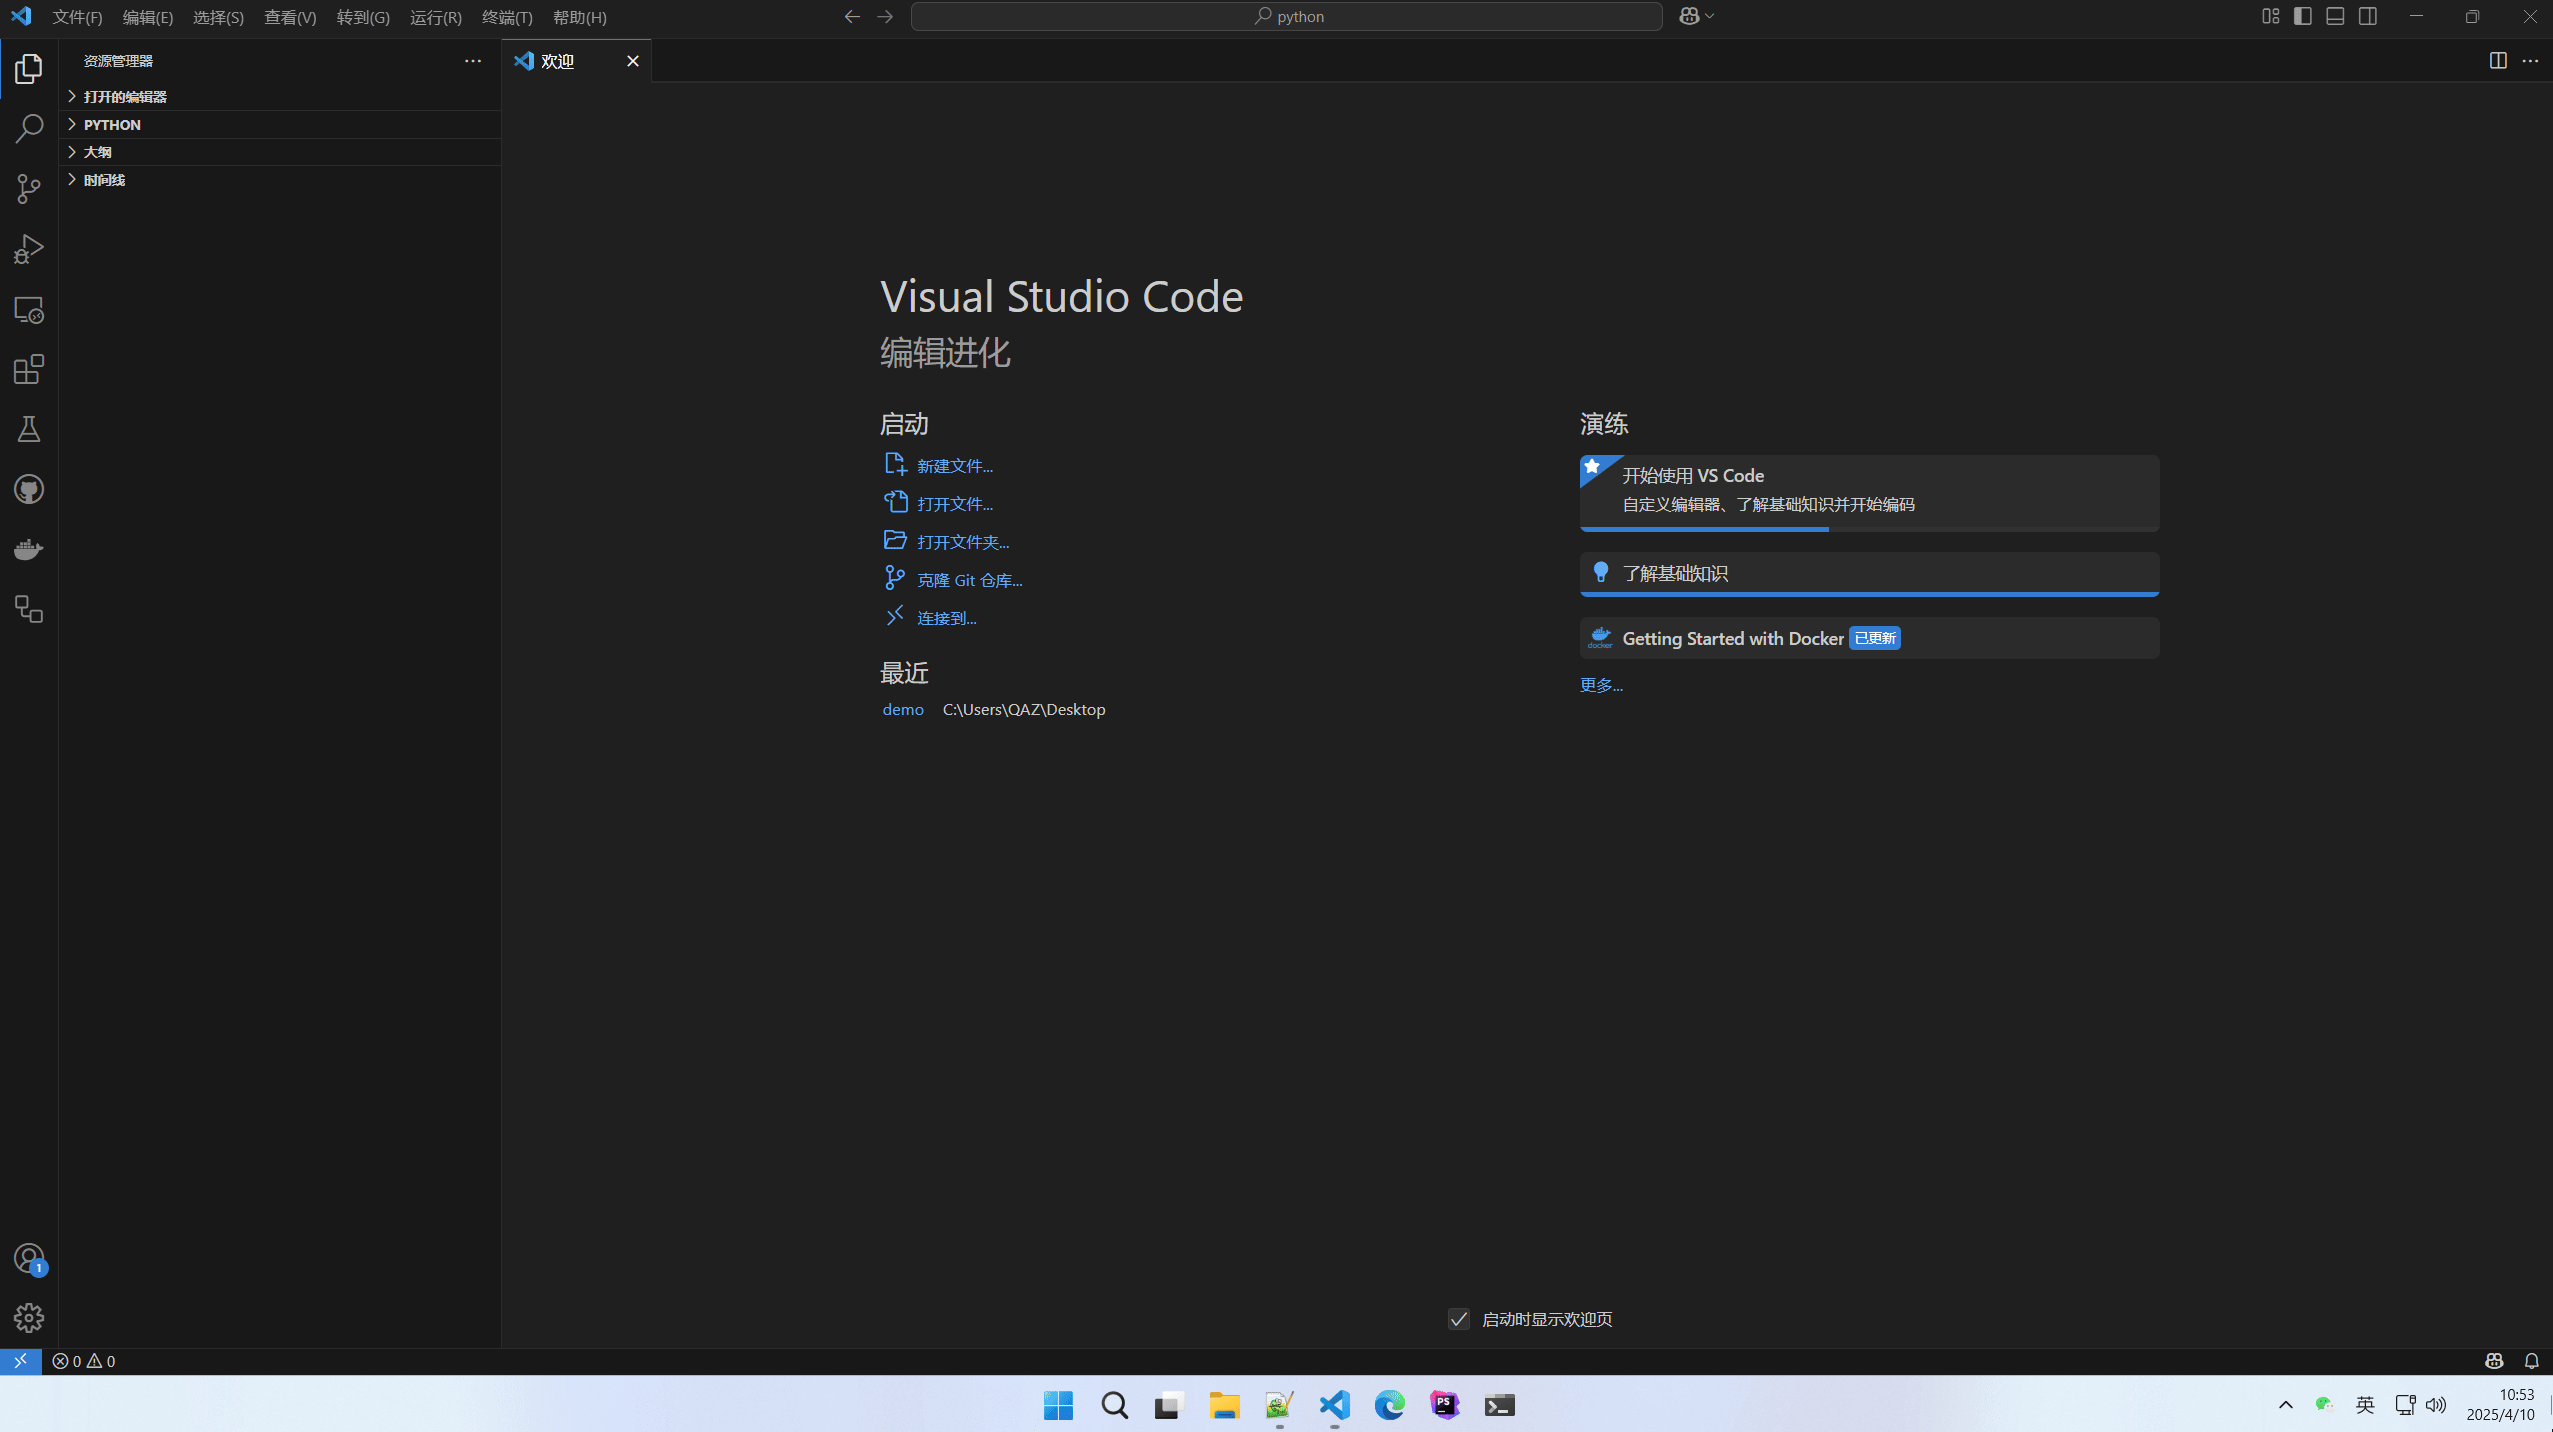 文件(F) 编辑(E) 选择(S) 查看(V) 转到(G) 运行(R) 终端(T) 帮助(H) python
资源管理器
欢迎
打开的编辑器
PYTHON
大纲
时间线
Visual Studio Code
编辑进化
启动
新建文件...
打开文件...
打开文件夹...
克隆 Git 仓库...
连接到...
最近
demo C:\Users\QAZ\Desktop
演练
开始使用 VS Code
自定义编辑器、了解基础知识并开始编码
了解基础知识
docker Getting Started with Docker 已更新
更多...
1
启动时显示欢迎页
0 0
PS
英
10:53
2025/4/10